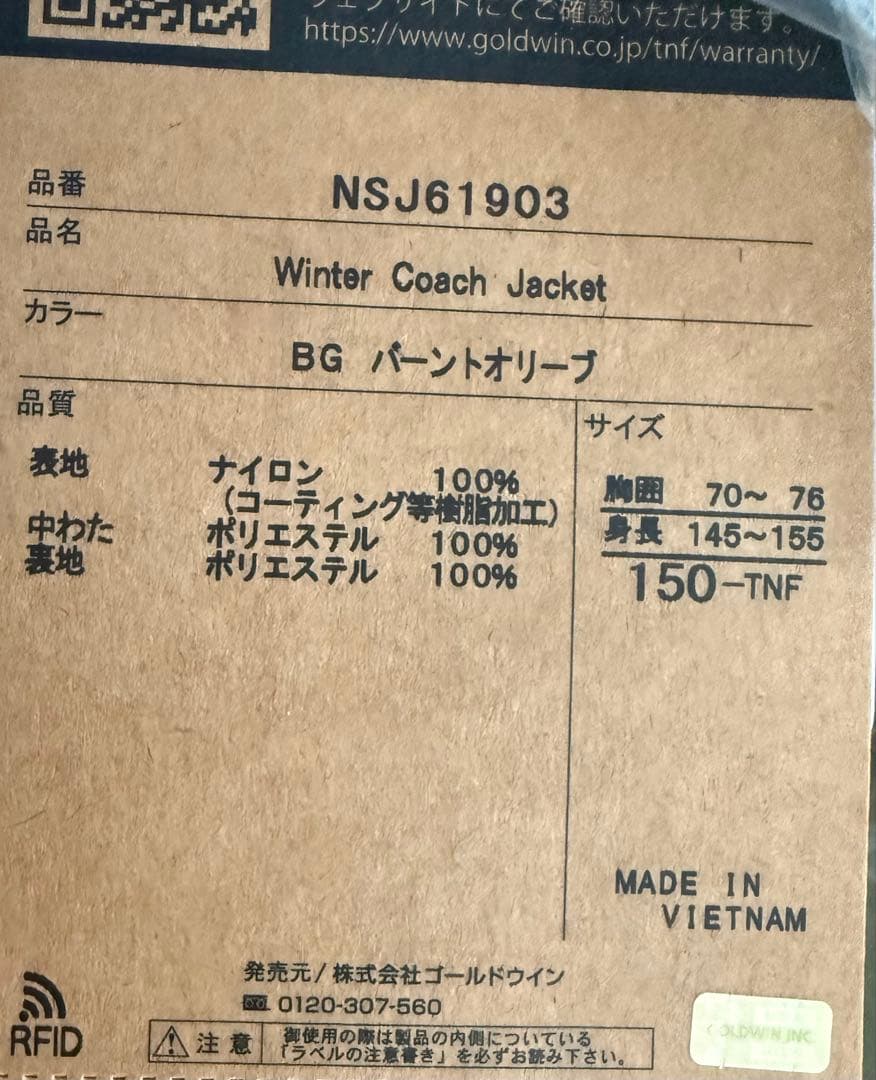 ウェブサイトにてご確認いただけます。
https://www.goldwin.co.jp/tnf/warranty/
品番 NSJ61903
品名
Winter Coach Jacket
カラー
BG バーントオリーブ
品質
サイズ
表地 ナイロン 100%
(コーティング等樹脂加工)
中わた ポリエステル 100%
裏地 ポリエステル 100%
胸囲 70~ 76
身長 145~155
150-TNF
MADE IN
VIETNAM
発売元/株式会社ゴールドウイン
0120-307-560
RFID
注意
御使用の際は製品の内側についている
「ラベルの注意書き」を必ずお読み下さい。
GOLDWIN INC.